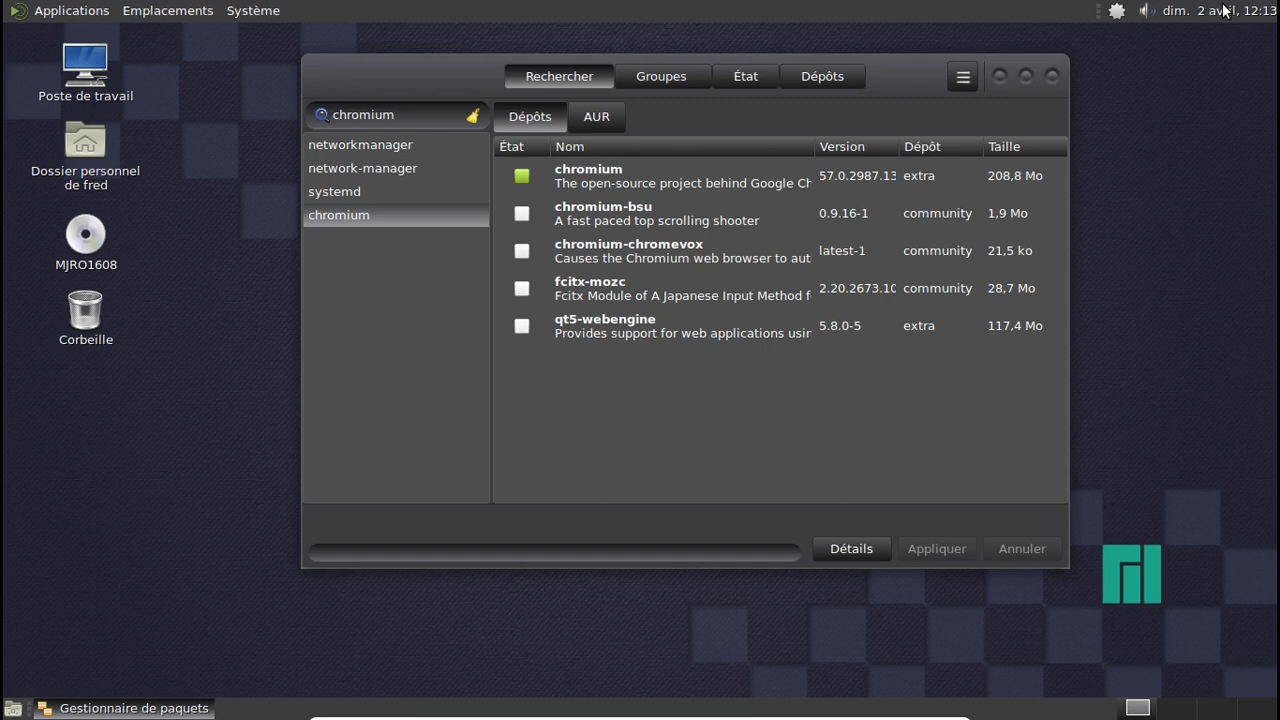 Applications Emplacements Système
dim. 2 avril, 12:13
Poste de travail
Dossier personnel
de fred
MJRO1608
Corbeille
Rechercher Groupes État Dépôts
chromium
networkmanager
network-manager
systemd
chromium
Dépôts AUR
État Nom Version Dépôt Taille
chromium
The open-source project behind Google Ch
57.0.2987.13 extra 208,8 Mo
chromium-bsu
A fast paced top scrolling shooter
0.9.16-1 community 1,9 Mo
chromium-chromevox
Causes the Chromium web browser to aut
latest-1 community 21,5 ko
fcitx-mozc
Fcitx Module of A Japanese Input Method f
2.20.2673.10 community 28,7 Mo
qt5-webengine
Provides support for web applications usin
5.8.0-5 extra 117,4 Mo
Détails Appliquer Annuler
Gestionnaire de paquets